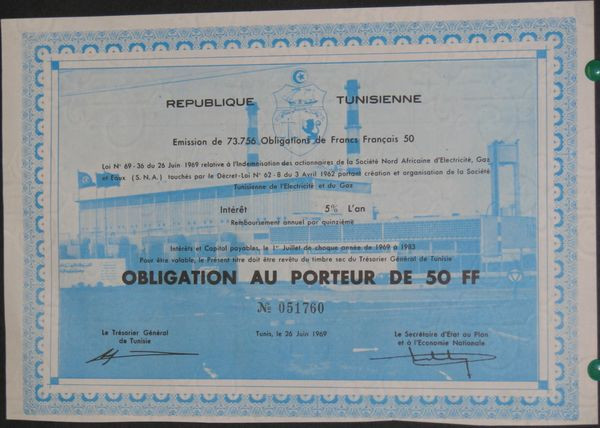 REPUBLIQUE TUNISIENNE
Emission de 73.756 Obligations de Francs Français 50
Loi N° 69-36 du 26 Juin 1969 relative à l'Indemnisation des actionnaires de la Société Nord Africaine d'Electricité, Gaz
et Eaux (S.N.A.) touchés par le Décret-Loi N° 62-8 du 3 Avril 1962 portant création et organisation de la Société
Tunisienne de l'Electricité et du Gaz
Intérêt 5% L'an
Remboursement annuel par quinzième
Intérêts et Capital payables, le 1er Juillet de chaque année de 1969 à 1983
Pour être valable, le Présent titre doit être revêtu du timbre sec du Trésorier Général de Tunisie
OBLIGATION AU PORTEUR DE 50 FF
№ 051760
Le Trésorier Général
de Tunisie
Tunis, le 26 Juin 1969
Le Secrétaire d'Etat au Plan
et à l'Economie Nationale